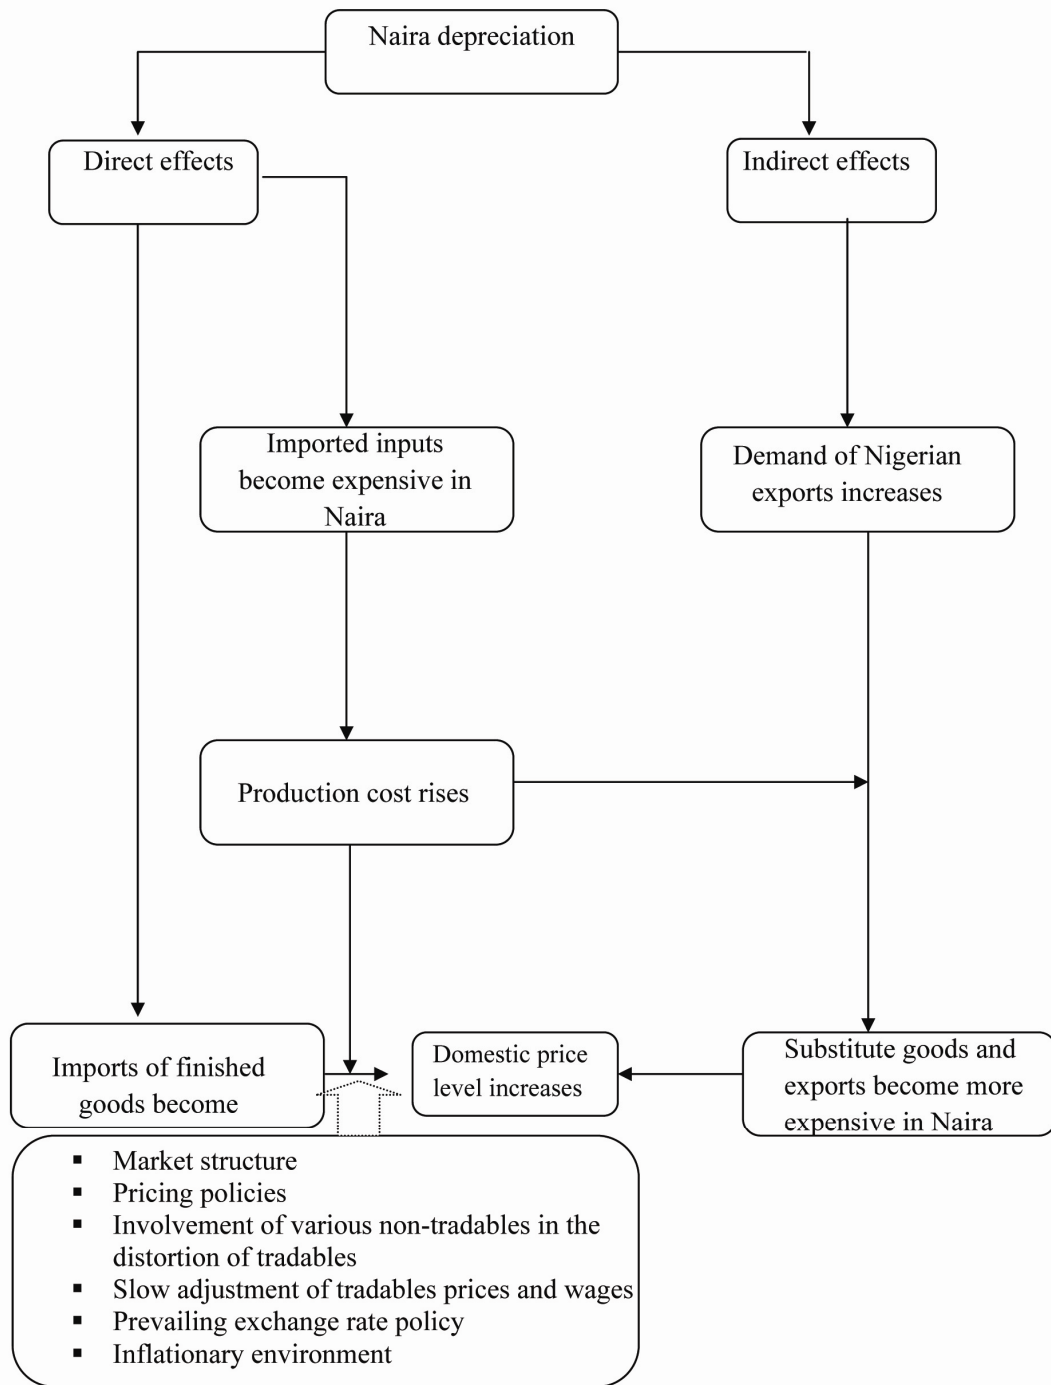 Naira depreciation
Direct effects
Indirect effects
Imported inputs
become expensive in
Naira
Demand of Nigerian
exports increases
Production cost rises
Imports of finished
goods become
Domestic price
level increases
Substitute goods and
exports become more
expensive in Naira
▪ Market structure
▪ Pricing policies
▪ Involvement of various non-tradables in the
distortion of tradables
▪ Slow adjustment of tradables prices and wages
▪ Prevailing exchange rate policy
▪ Inflationary environment